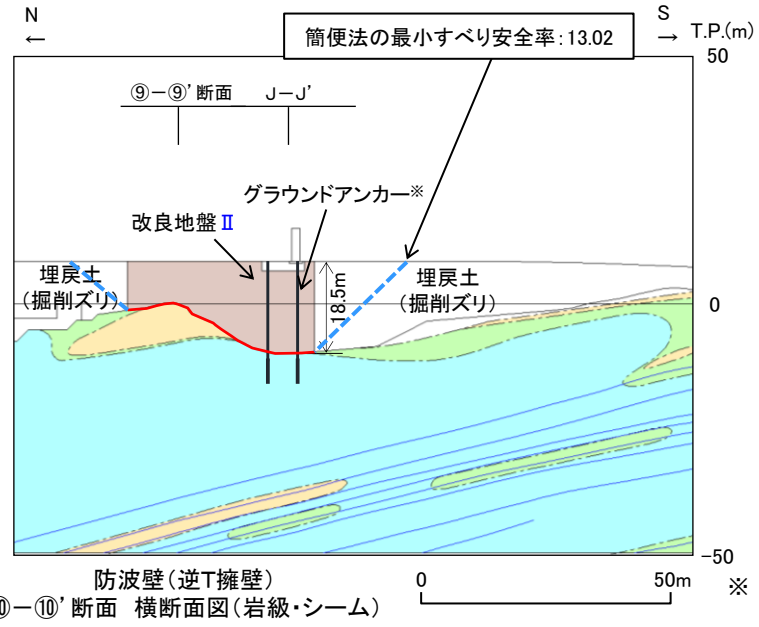 N
←
S
→
T.P.(m)
簡便法の最小すべり安全率:13.02
50
⑨-⑨'断面 J-J'
グラウンドアンカー※
改良地盤Ⅱ
埋戻土
(掘削ズリ)
18.5m
埋戻土
(掘削ズリ)
0
-50
防波壁(逆T擁壁)
⑩-⑩'断面 横断面図(岩級・シーム)
0
50m
※